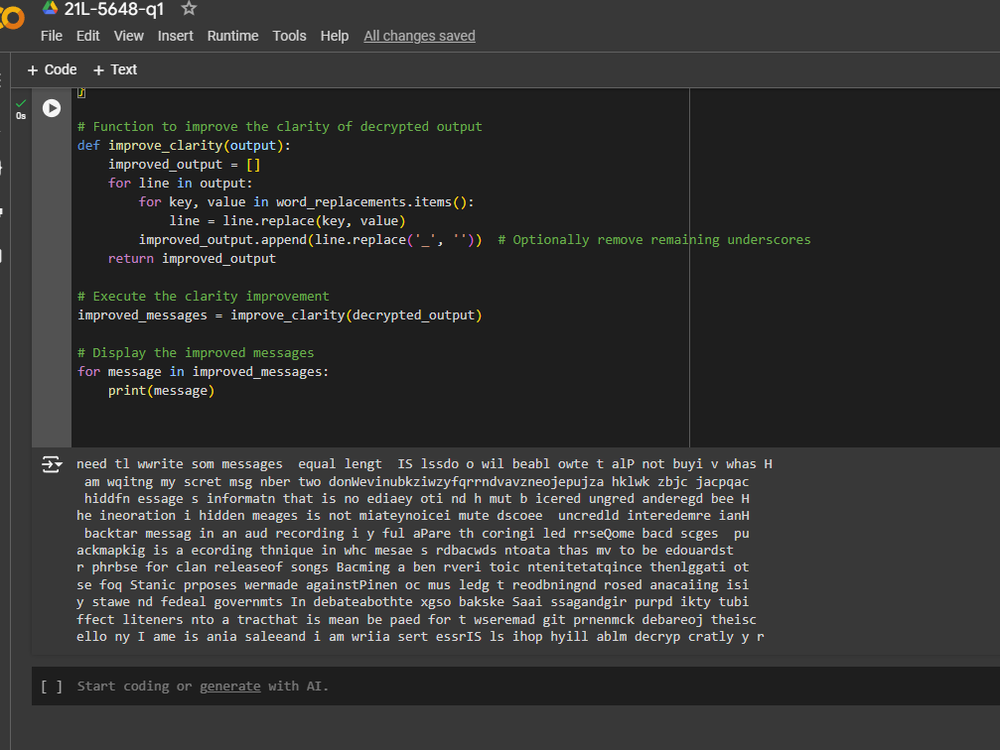 21L-5648-q1
File Edit View Insert Runtime Tools Help All changes saved
+ Code + Text
}
0s
# Function to improve the clarity of decrypted output
def improve_clarity(output):
    improved_output = []
    for line in output:
        for key, value in word_replacements.items():
            line = line.replace(key, value)
        improved_output.append(line.replace('_', ''))  # Optionally remove remaining underscores
    return improved_output
# Execute the clarity improvement
improved_messages = improve_clarity(decrypted_output)
# Display the improved messages
for message in improved_messages:
    print(message)
need tl wwrite som messages  equal lengt  IS lssdo o wil beabl owte t alP not buyi v whas H
 am wqitng my scret msg nber two donWevinubkziwzyfqrrndvavzneojepujza hklwk zbjc jacpqac
 hiddfn essage s informatn that is no ediaey oti nd h mut b icered ungred anderegd bee H
he ineoration i hidden meages is not miateynoicei mute dscoee  uncredld interedemre ianH
 backtar messag in an aud recording i y ful aPare th coringi led rrseQome bacd scges  pu
ackmapkig is a ecording thnique in whc mesae s rdbacwds ntoata thas mv to be edouardst
r phrbse for clan releaseof songs Bacming a ben rveri toic ntenitetatqince thenlggati ot
se foq Stanic prposes wermade againstPinen oc mus ledg t reodbningnd rosed anacaiing isi
y stawe nd fedeal governmts In debateabothte xgso bakske Saai ssagandgir purpd ikty tubi
ffect liteners nto a tracthat is mean be paed for t wseremad git prnenmck debareoj theisc
ello ny I ame is ania saleeand i am wriia sert essrIS ls ihop hyill ablm decryp cratly y r
[ ] Start coding or generate with AI.